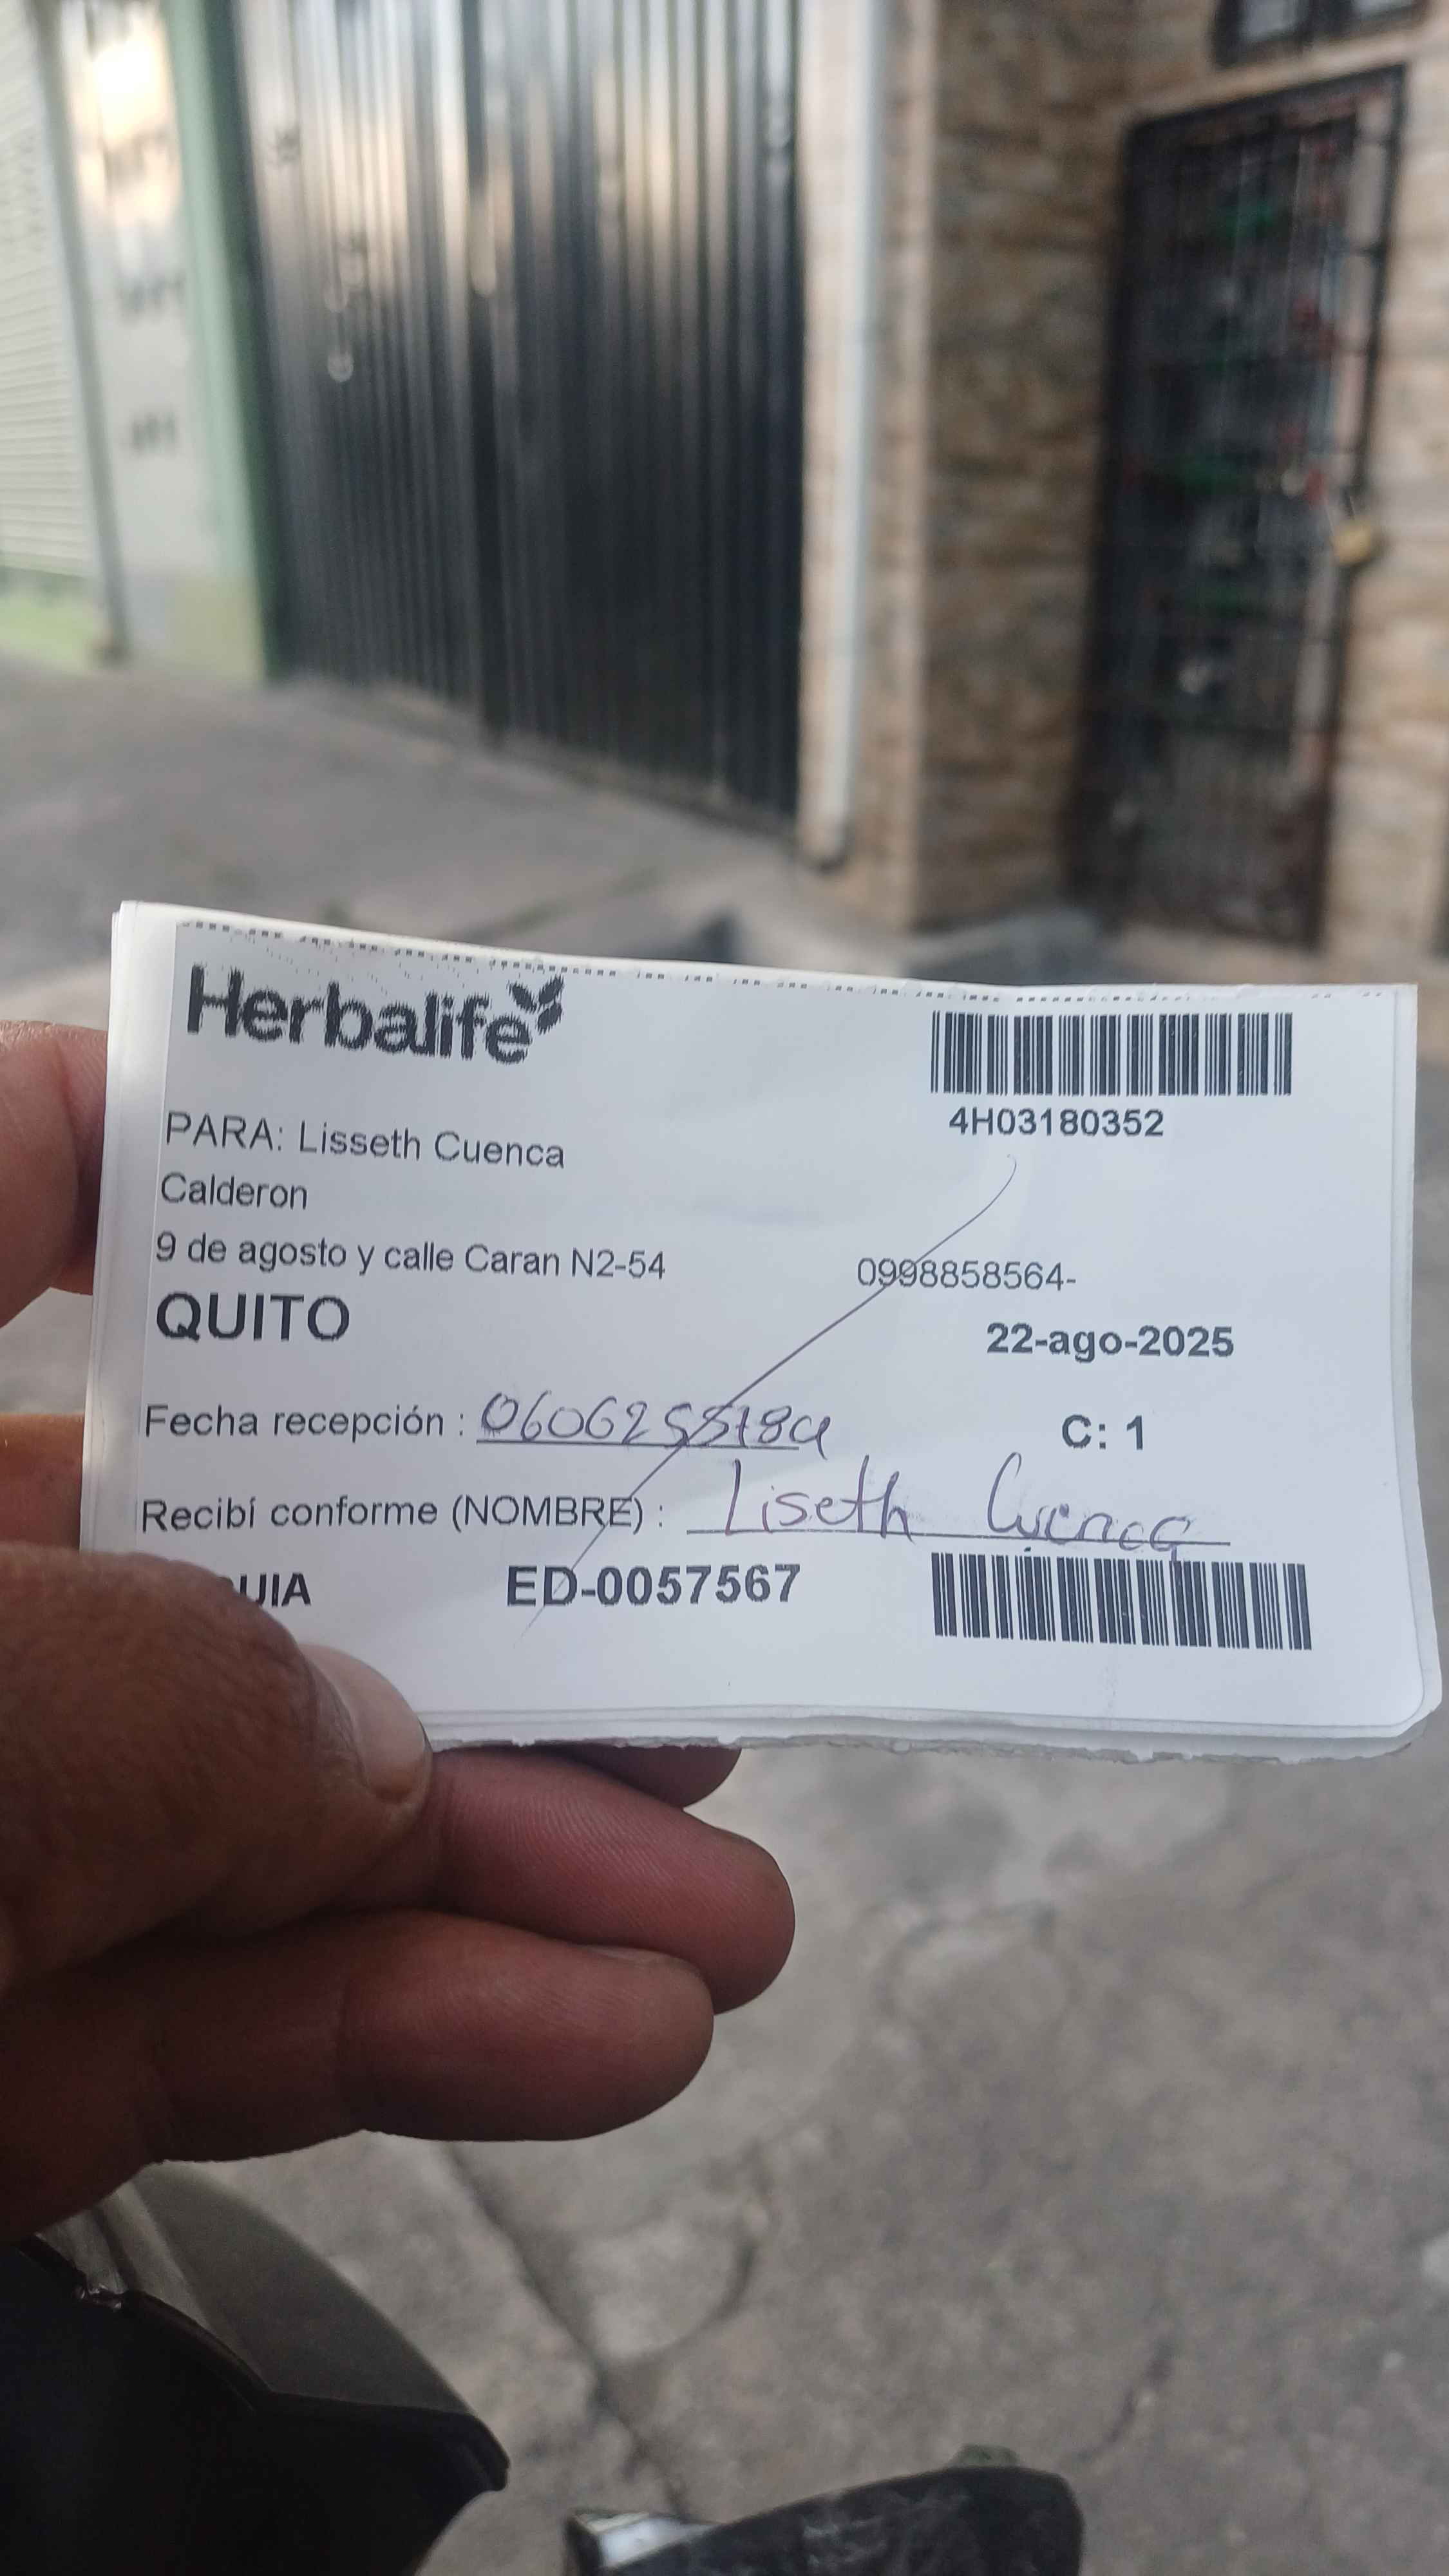 Herbalife
4H03180352
PARA: Lisseth Cuenca
Calderon
9 de agosto y calle Caran N2-54
0998858564-
QUITO
22-ago-2025
Fecha recepción :
C: 1
Recibí conforme (NOMBRE) : Liseth Cuenca
UIA ED-0057567